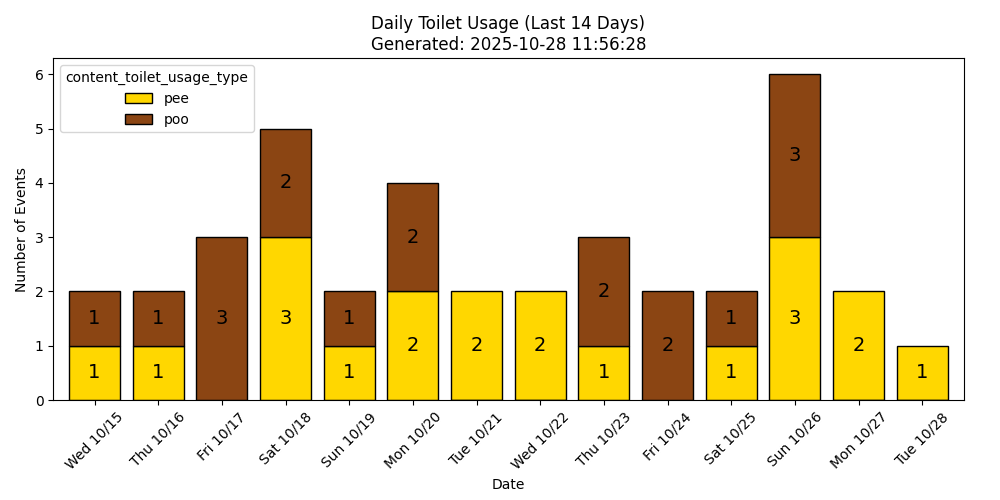 Daily Toilet Usage (Last 14 Days)
Generated: 2025-10-28 11:56:28
content_toilet_usage_type
pee
poo
Number of Events
6
5
4
3
2
1
0
1
1
1
1
3
2
3
1
1
2
2
2
2
2
1
2
1
1
3
3
2
1
Wed 10/15
Thu 10/16
Fri 10/17
Sat 10/18
Sun 10/19
Mon 10/20
Tue 10/21
Wed 10/22
Thu 10/23
Fri 10/24
Sat 10/25
Sun 10/26
Mon 10/27
Tue 10/28
Date